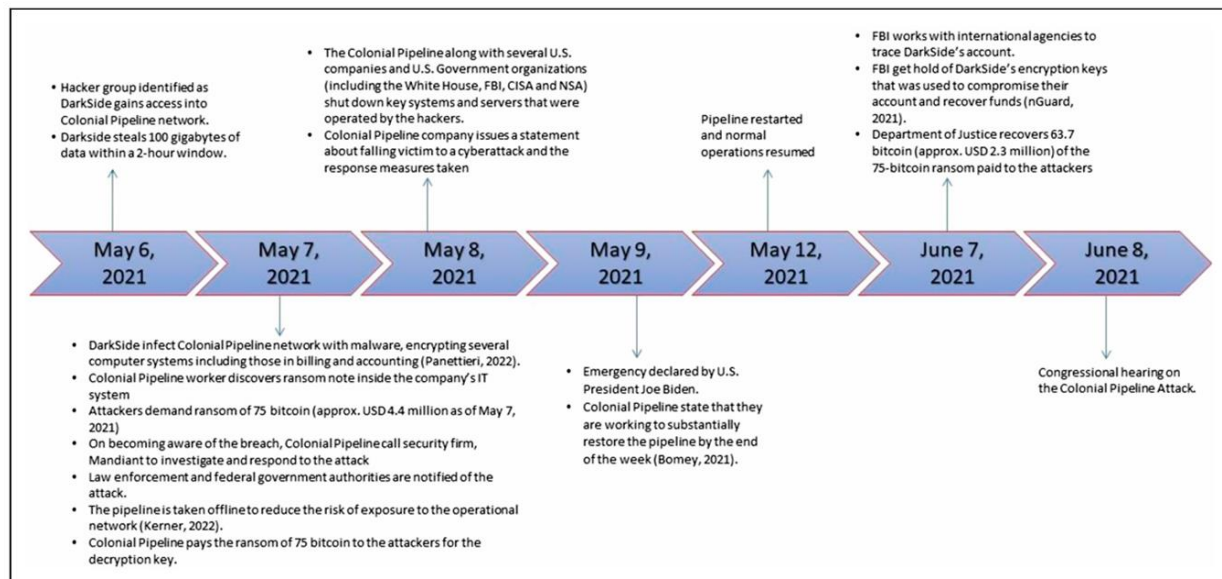 • Hacker group identified as
DarkSide gains access into
Colonial Pipeline network.
• Darkside steals 100 gigabytes of
data within a 2-hour window.
• The Colonial Pipeline along with several U.S.
companies and U.S. Government organizations
(including the White House, FBI, CISA and NSA)
shut down key systems and servers that were
operated by the hackers.
• Colonial Pipeline company issues a statement
about falling victim to a cyberattack and the
response measures taken
Pipeline restarted
and normal
operations resumed
• FBI works with international agencies to
trace DarkSide's account.
• FBI get hold of DarkSide's encryption keys
that was used to compromise their
account and recover funds (nGuard,
2021).
• Department of Justice recovers 63.7
bitcoin (approx. USD 2.3 million) of the
75-bitcoin ransom paid to the attackers
May 6,
2021
May 7,
2021
May 8,
2021
May 9,
2021
May 12,
2021
June 7,
2021
June 8,
2021
• DarkSide infect Colonial Pipeline network with malware, encrypting several
computer systems including those in billing and accounting (Panettieri, 2022).
• Colonial Pipeline worker discovers ransom note inside the company's IT
system
• Attackers demand ransom of 75 bitcoin (approx. USD 4.4 million as of May 7,
2021)
• On becoming aware of the breach, Colonial Pipeline call security firm,
Mandiant to investigate and respond to the attack
• Law enforcement and federal government authorities are notified of the
attack.
• The pipeline is taken offline to reduce the risk of exposure to the operational
network (Kerner, 2022).
• Colonial Pipeline pays the ransom of 75 bitcoin to the attackers for the
decryption key.
• Emergency declared by U.S.
President Joe Biden.
• Colonial Pipeline state that they
are working to substantially
restore the pipeline by the end
of the week (Bomey, 2021).
Congressional hearing on
the Colonial Pipeline Attack.